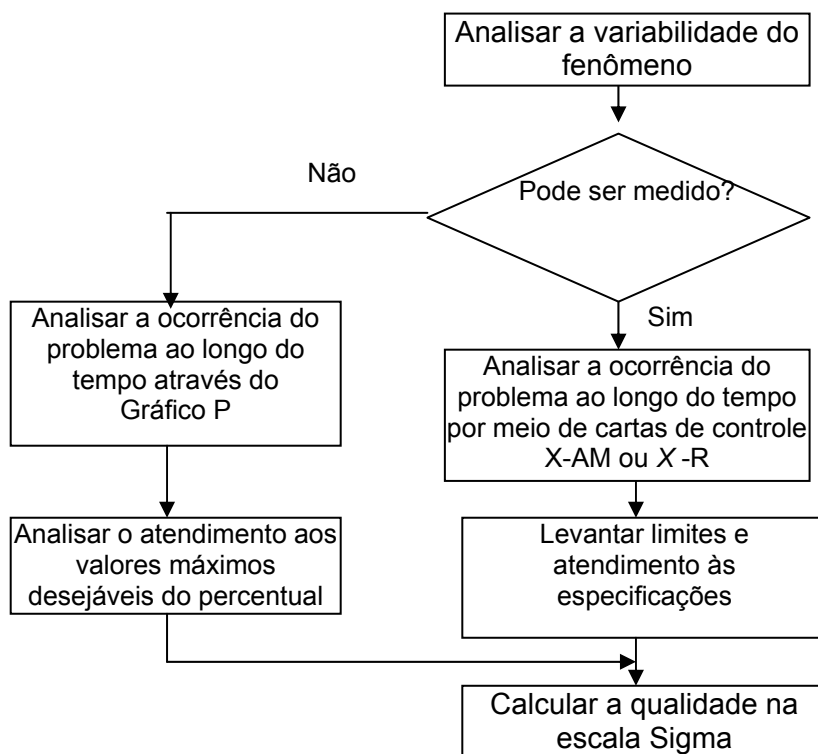 Analisar a variabilidade do
fenômeno
Não
Pode ser medido?
Sim
Analisar a ocorrência do
problema ao longo do
tempo através do
Gráfico P
Analisar a ocorrência do
problema ao longo do tempo
por meio de cartas de controle
X-AM ou X -R
Analisar o atendimento aos
valores máximos
desejáveis do percentual
Levantar limites e
atendimento às
especificações
Calcular a qualidade na
escala Sigma